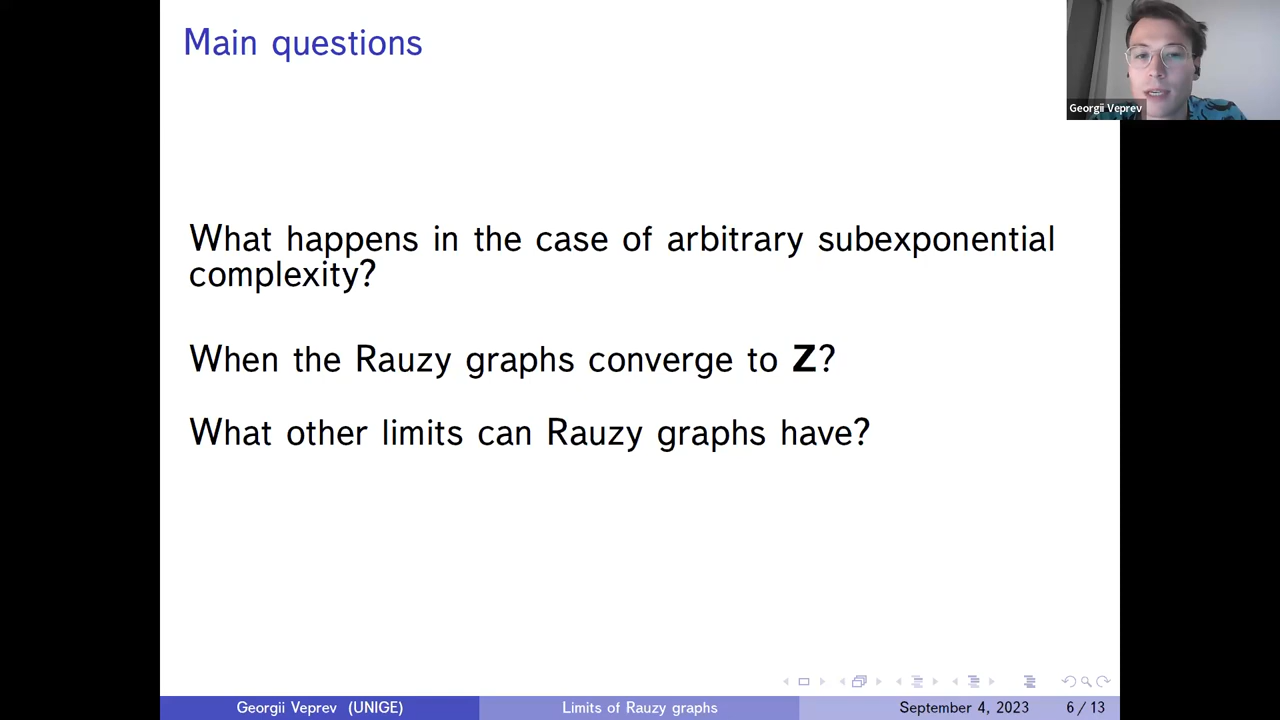 Main questions
Georgii Veprev
What happens in the case of arbitrary subexponential
complexity?
When the Rauzy graphs converge to Z?
What other limits can Rauzy graphs have?
Georgii Veprev (UNIGE) Limits of Rauzy graphs September 4, 2023 6 / 13